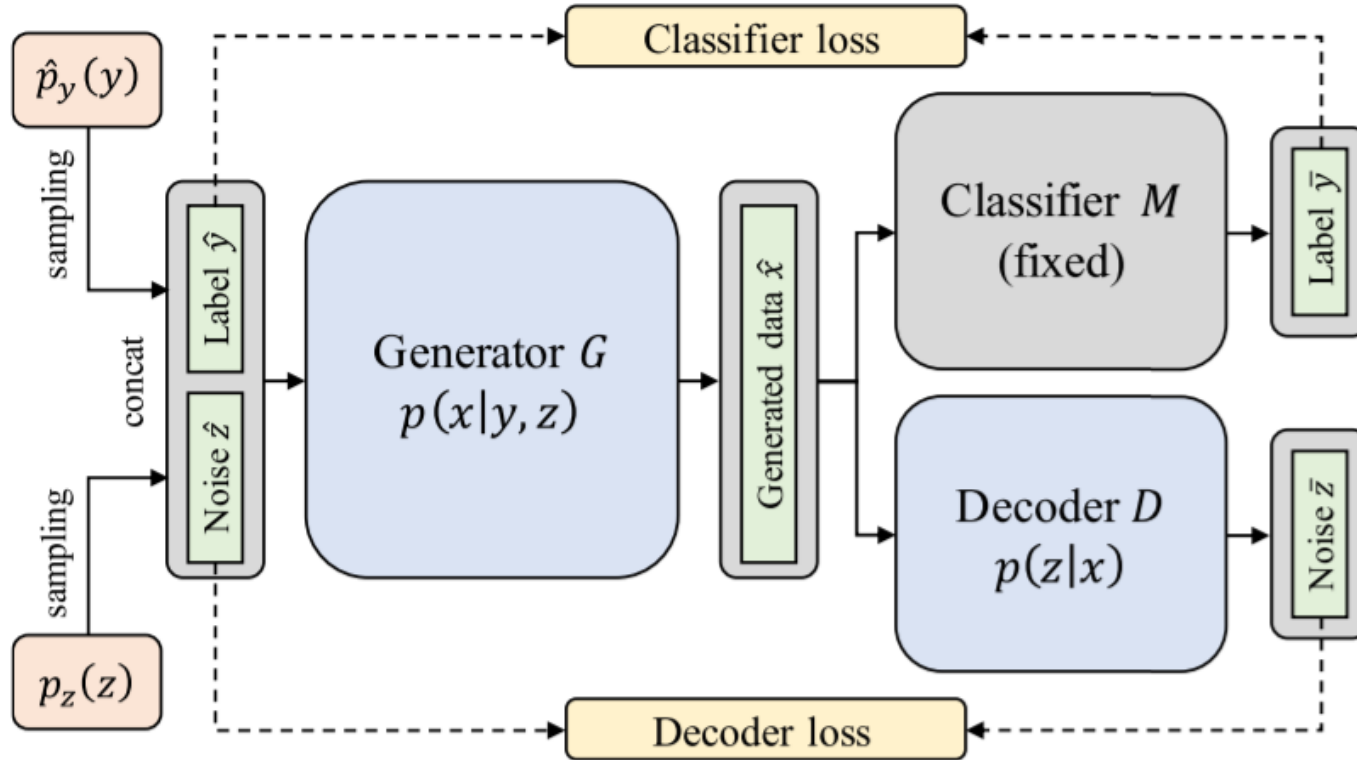 Classifier loss
p̂_y(y)
sampling
concat
sampling
p_z(z)
Label ŷ
Noise ẑ
Generator G
p(x|y, z)
Generated data x̂
Classifier M
(fixed)
Label ȳ
Decoder D
p(z|x)
Noise z̄
Decoder loss